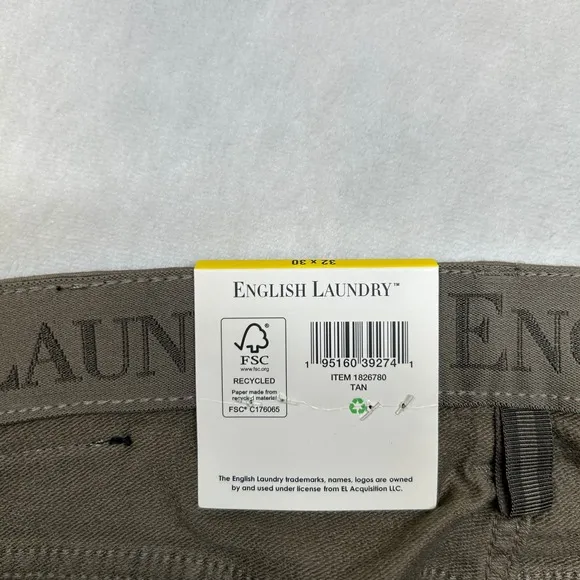 32 x 30
ENGLISH LAUNDRY™
LAUN
ENG
FSC
www.fsc.org
RECYCLED
Paper made from
recycled material
FSC® C176065
1 95160 39274 1
ITEM 1826780
TAN
The English Laundry trademarks, names, logos are owned
by and used under license from EL Acquisition LLC.